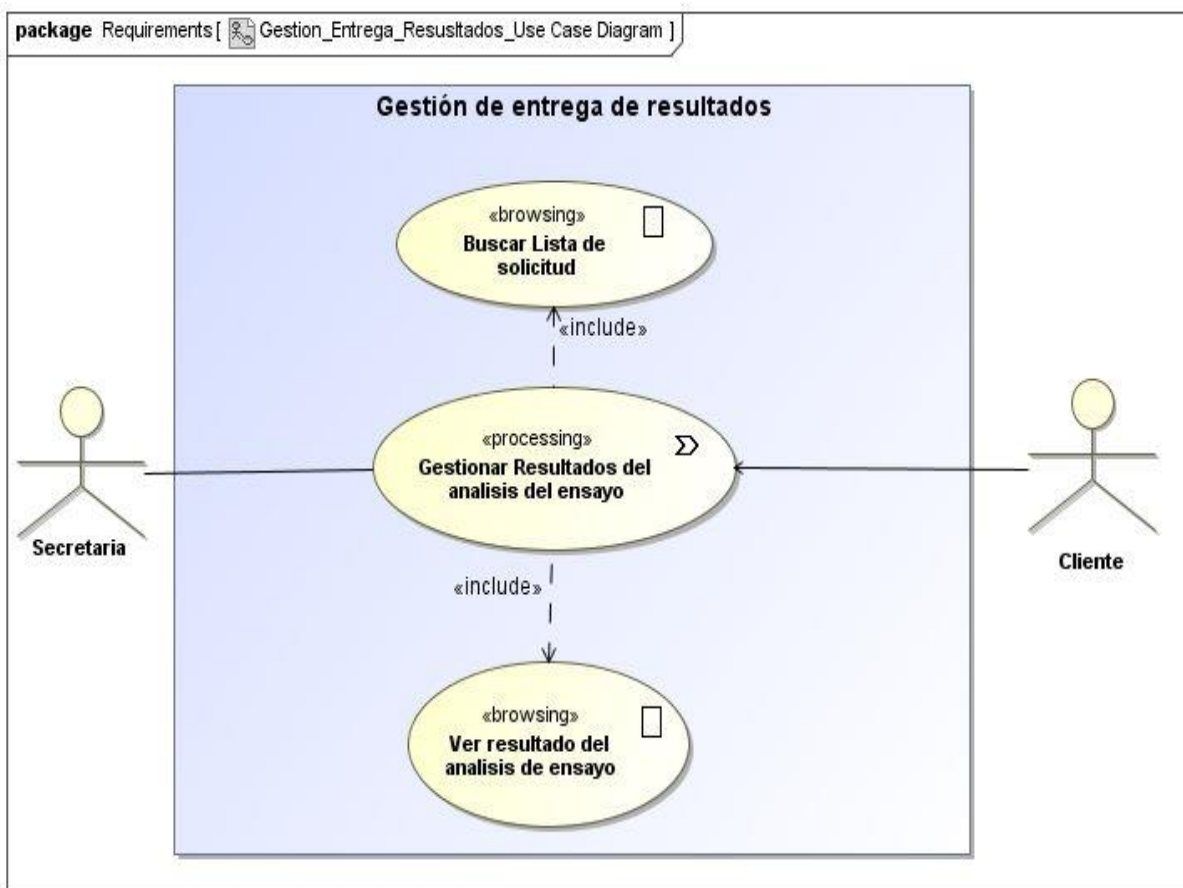 package Requirements [ Gestion_Entrega_Resusltados_Use Case Diagram ]
Gestión de entrega de resultados
«browsing»
Buscar Lista de
solicitud
«include»
«processing»
Gestionar Resultados del
analisis del ensayo
Secretaria
Cliente
«include»
«browsing»
Ver resultado del
analisis de ensayo